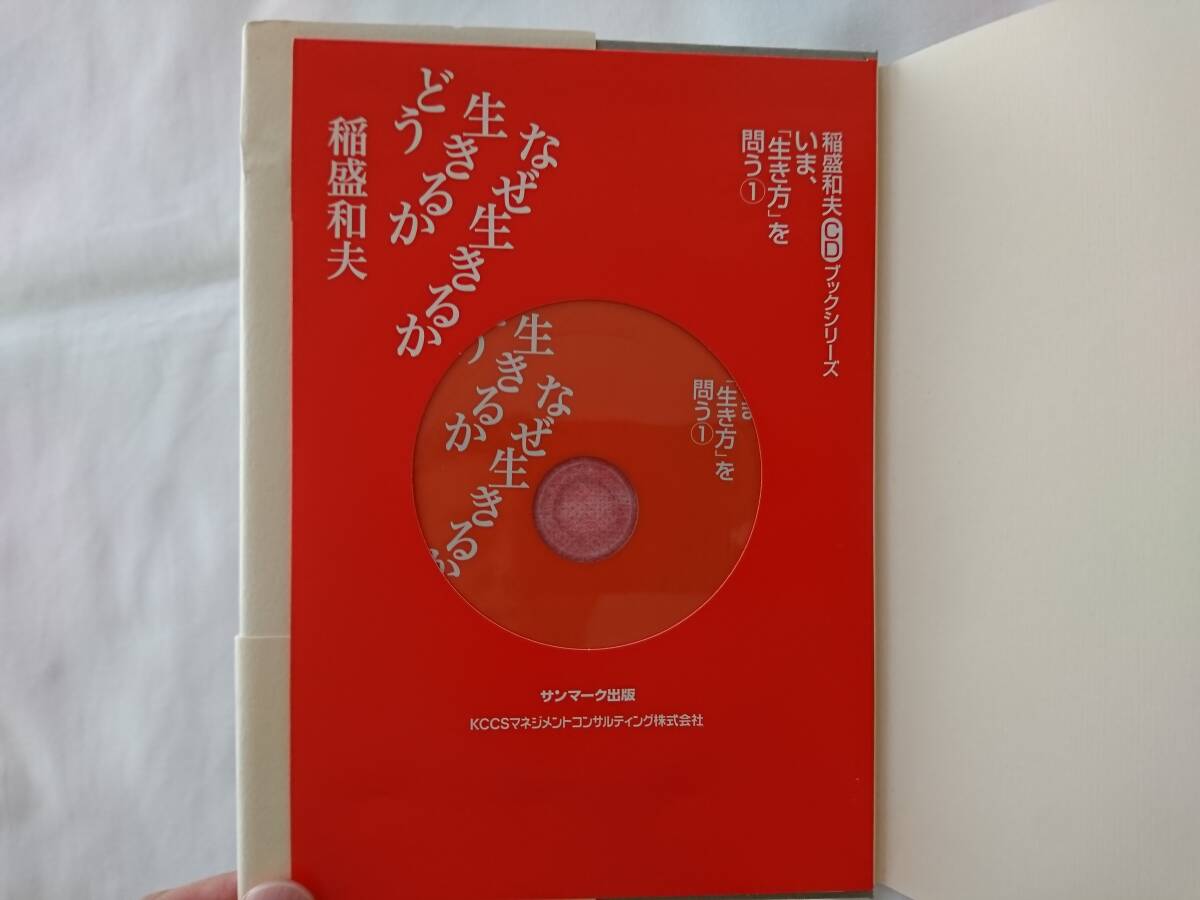 稲盛和夫CDブックシリーズ
いま、
「生き方」を
問う①
なぜ生きるか
生きるか
どう
稲盛和夫
「生き方」を
問う①
なぜ生きる
生きるか
サンマーク出版
KCCSマネジメントコンサルティング株式会社